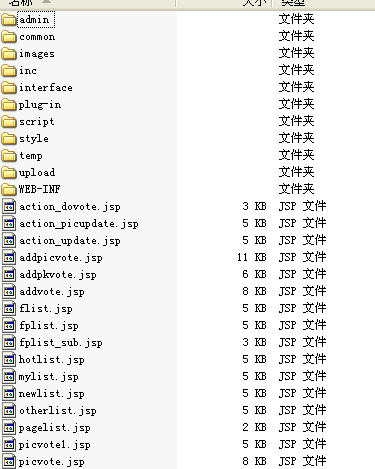 名称 大小 类型
admin 文件夹
common 文件夹
images 文件夹
inc 文件夹
interface 文件夹
plug-in 文件夹
script 文件夹
style 文件夹
temp 文件夹
upload 文件夹
WEB-INF 文件夹
action_dovote.jsp 3 KB JSP 文件
action_picupdate.jsp 5 KB JSP 文件
action_update.jsp 5 KB JSP 文件
addpicvote.jsp 11 KB JSP 文件
addpkvote.jsp 6 KB JSP 文件
addvote.jsp 8 KB JSP 文件
flist.jsp 5 KB JSP 文件
fplist.jsp 5 KB JSP 文件
fplist_sub.jsp 3 KB JSP 文件
hotlist.jsp 5 KB JSP 文件
mylist.jsp 5 KB JSP 文件
newlist.jsp 5 KB JSP 文件
otherlist.jsp 5 KB JSP 文件
pagelist.jsp 2 KB JSP 文件
picvote1.jsp 5 KB JSP 文件
picvote.jsp 8 KB JSP 文件